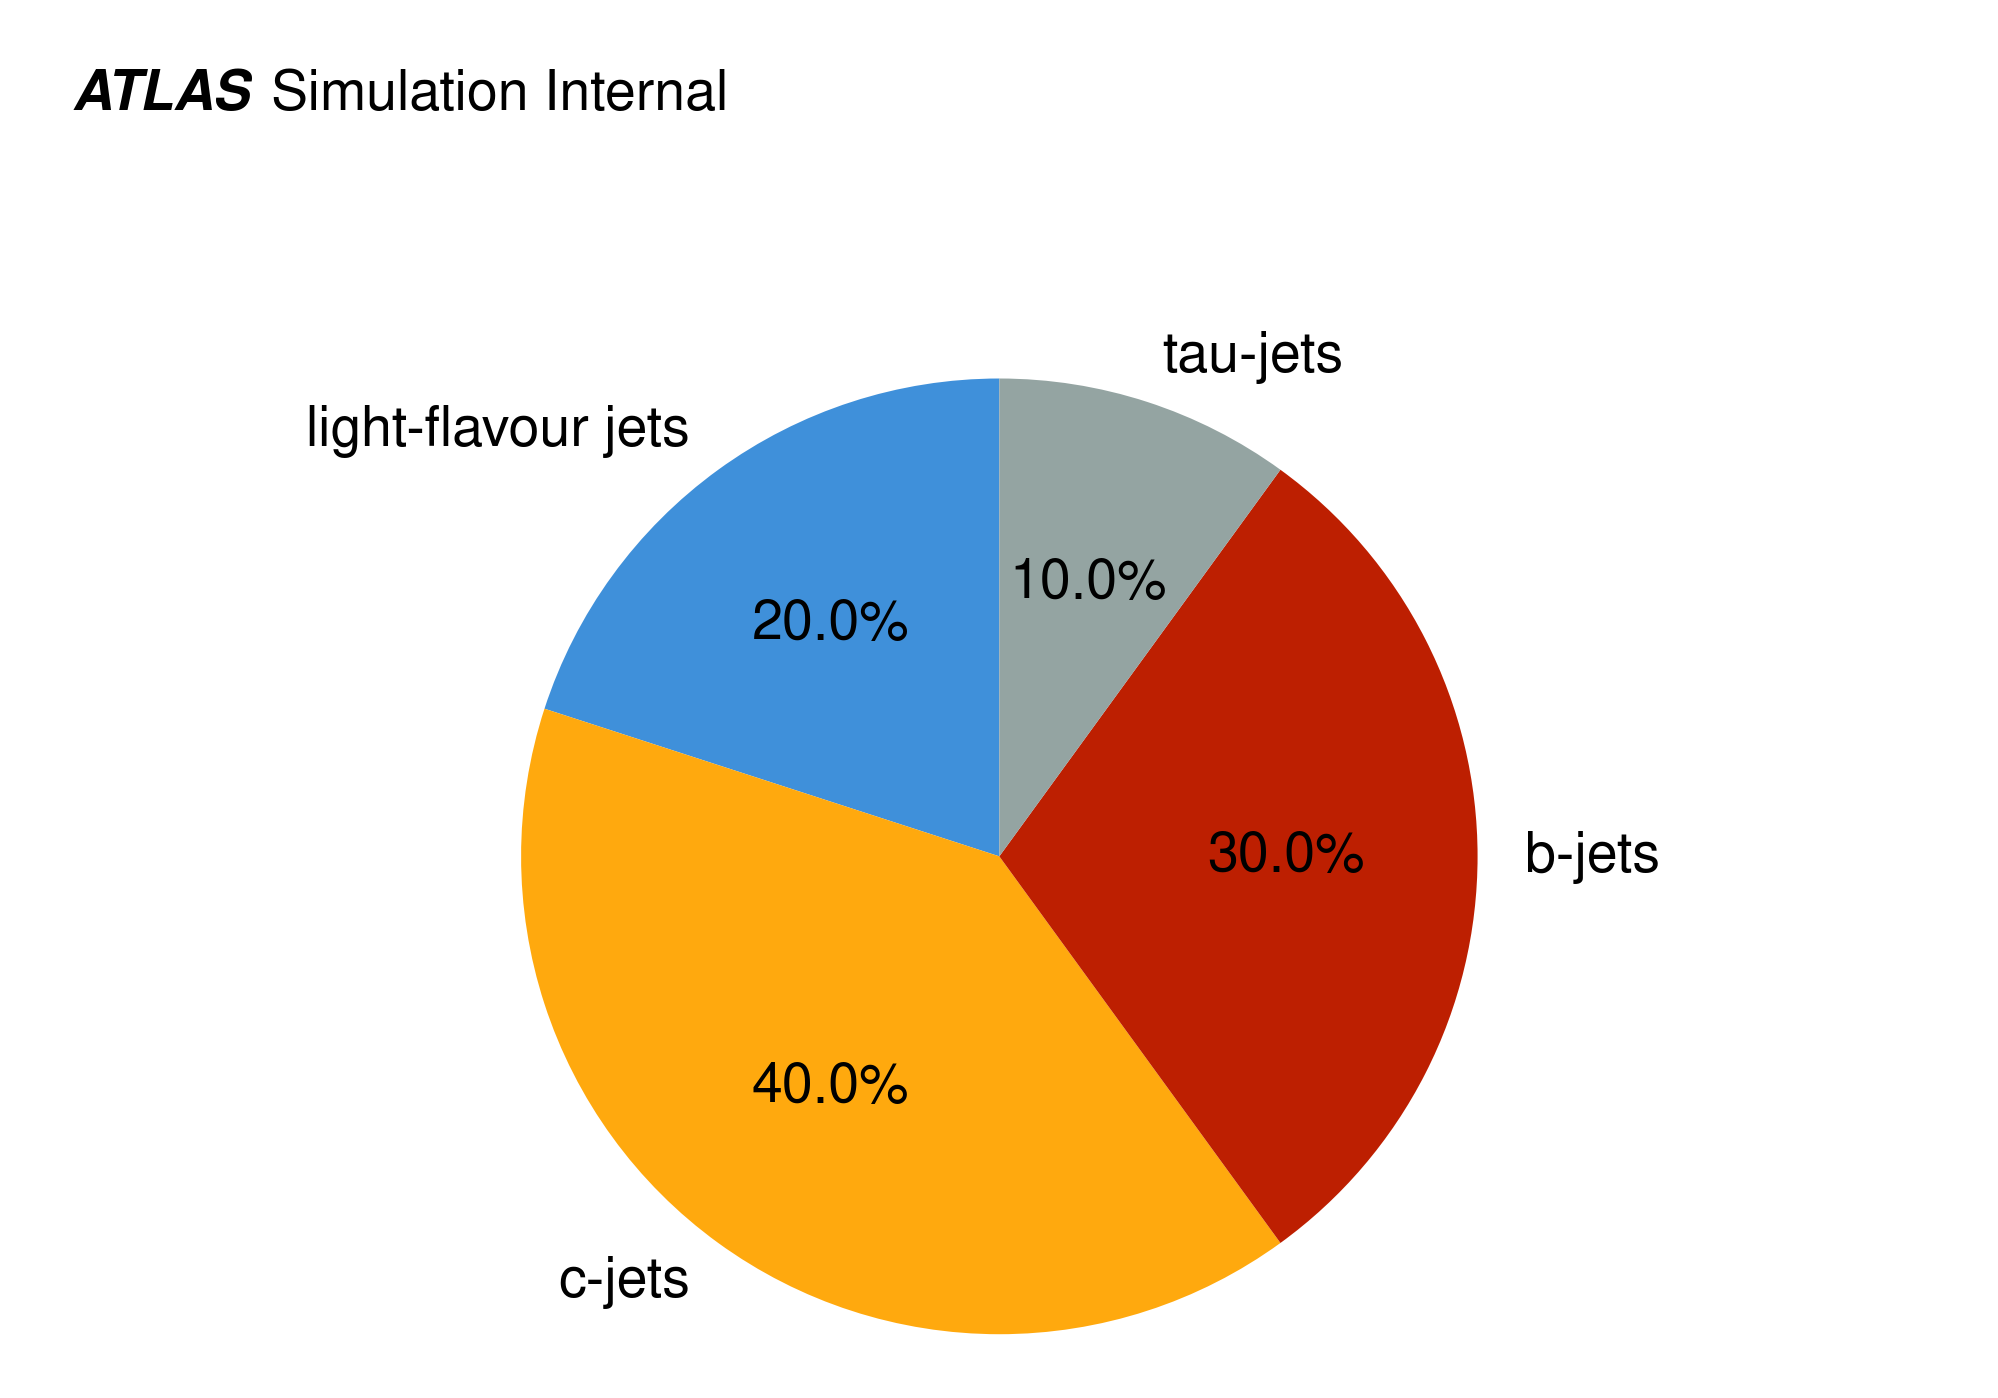 ATLAS Simulation Internal
tau-jets
light-flavour jets
10.0%
20.0%
30.0%
b-jets
40.0%
c-jets